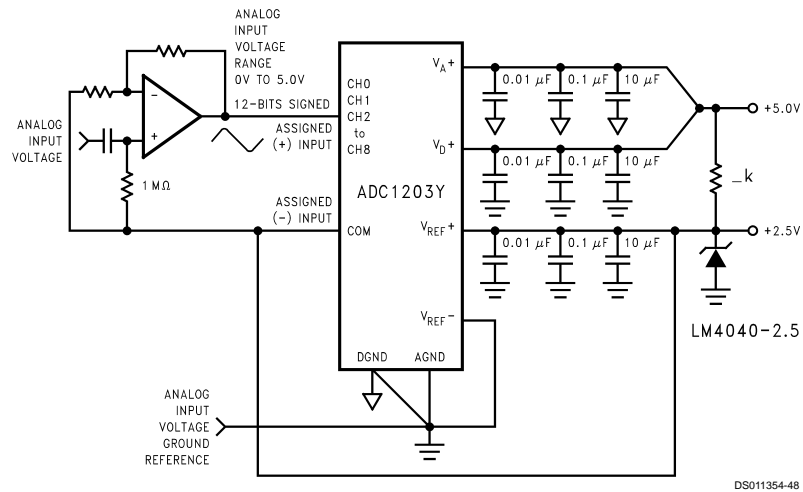 ANALOG
INPUT
VOLTAGE
RANGE
0V TO 5.0V
12-BITS SIGNED
ASSIGNED
(+) INPUT
ANALOG
INPUT
VOLTAGE
-
+
1 MΩ
ASSIGNED
(-) INPUT
CH0
CH1
CH2
to
CH8
ADC1203Y
COM
VA+
VD+
VREF+
VREF-
DGND
AGND
0.01 μF 0.1 μF 10 μF
0.01 μF 0.1 μF 10 μF
0.01 μF 0.1 μF 10 μF
+5.0V
_k
+2.5V
LM4040-2.5
ANALOG
INPUT
VOLTAGE
GROUND
REFERENCE
DS011354-48